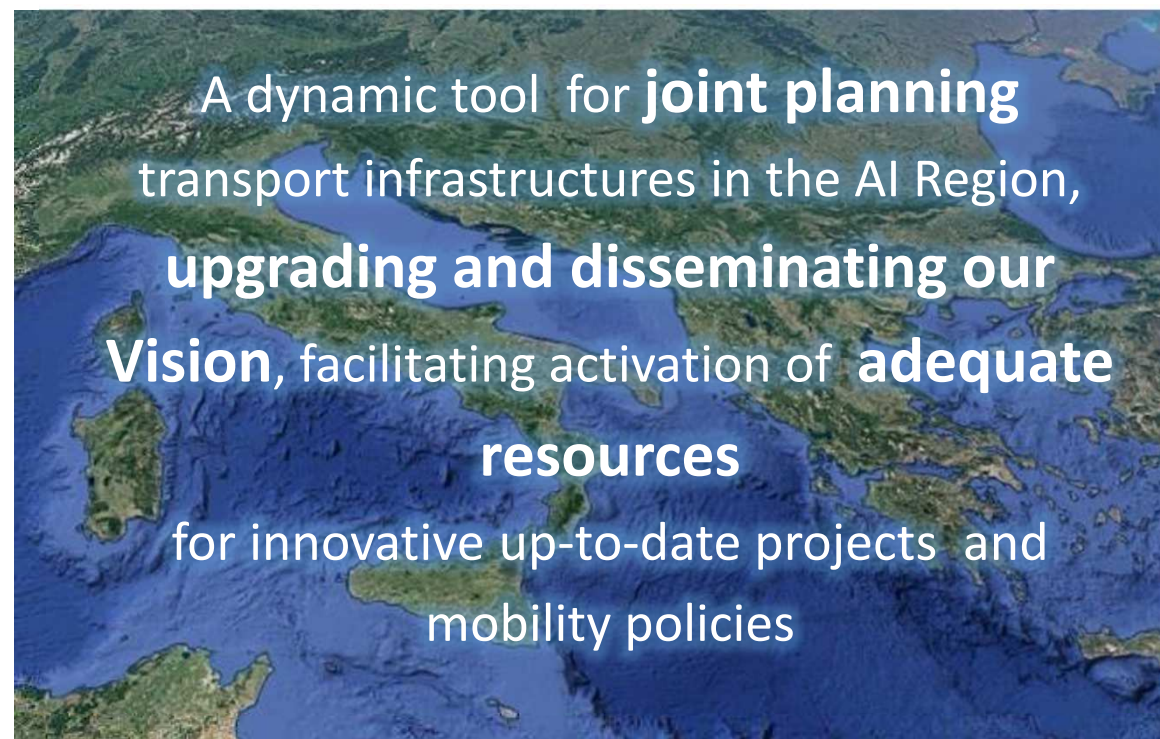 A dynamic tool for joint planning
transport infrastructures in the AI Region,
upgrading and disseminating our
Vision, facilitating activation of adequate
resources
for innovative up-to-date projects and
mobility policies